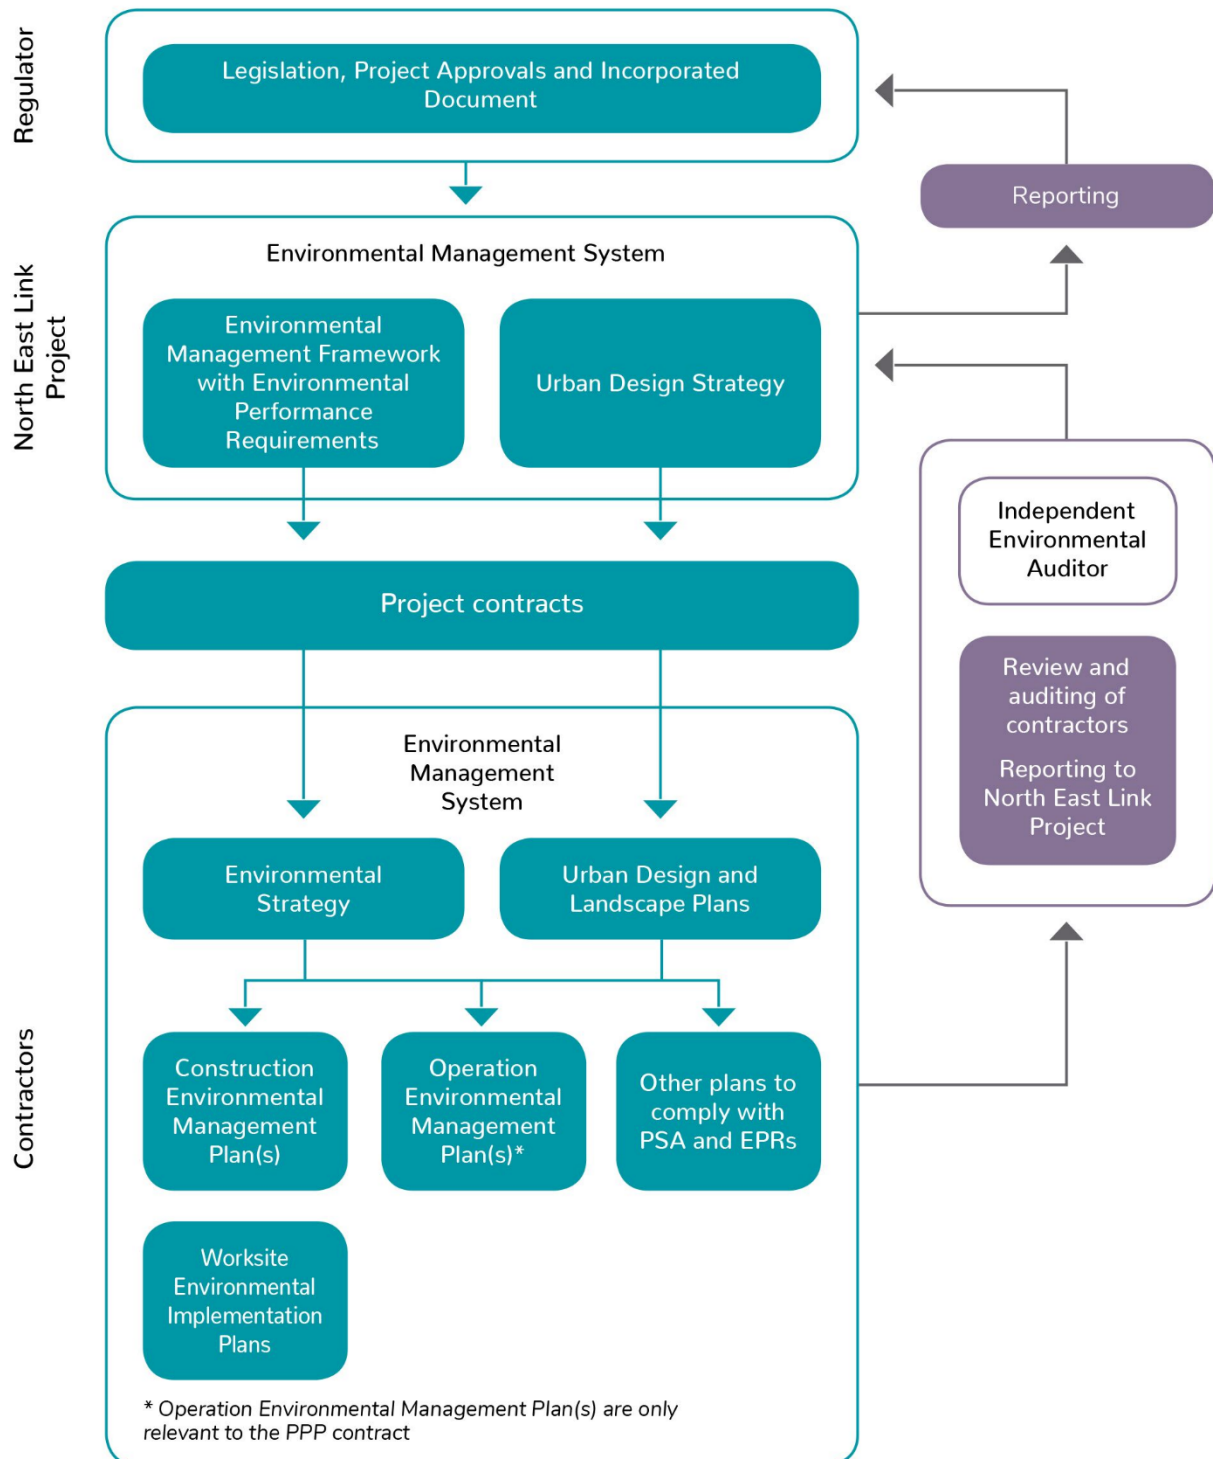 Regulator
Legislation, Project Approvals and Incorporated
Document
Reporting
North East Link
Project
Environmental Management System
Environmental
Management Framework
with Environmental
Performance
Requirements
Urban Design Strategy
Independent
Environmental
Auditor
Project contracts
Review and
auditing of
contractors
Reporting to
North East Link
Project
Contractors
Environmental
Management
System
Environmental
Strategy
Urban Design and
Landscape Plans
Construction
Environmental
Management
Plan(s)
Operation
Environmental
Management
Plan(s)*
Other plans to
comply with
PSA and EPRs
Worksite
Environmental
Implementation
Plans
* Operation Environmental Management Plan(s) are only
relevant to the PPP contract